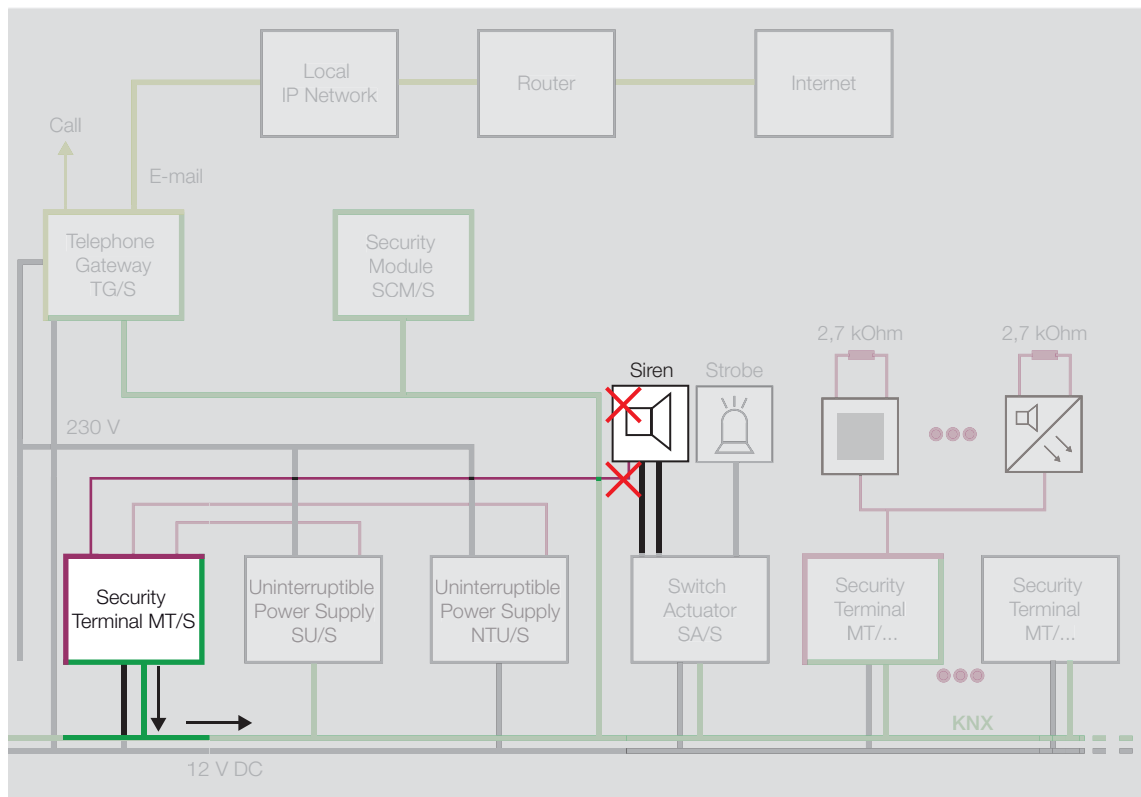 Local
IP Network
Router
Internet
Call
E-mail
Telephone
Gateway
TG/S
Security
Module
SCM/S
2,7 kOhm
2,7 kOhm
Siren
Strobe
230 V
Security
Terminal MT/S
Uninterruptible
Power Supply
SU/S
Uninterruptible
Power Supply
NTU/S
Switch
Actuator
SA/S
Security
Terminal
MT/...
Security
Terminal
MT/...
KNX
12 V DC